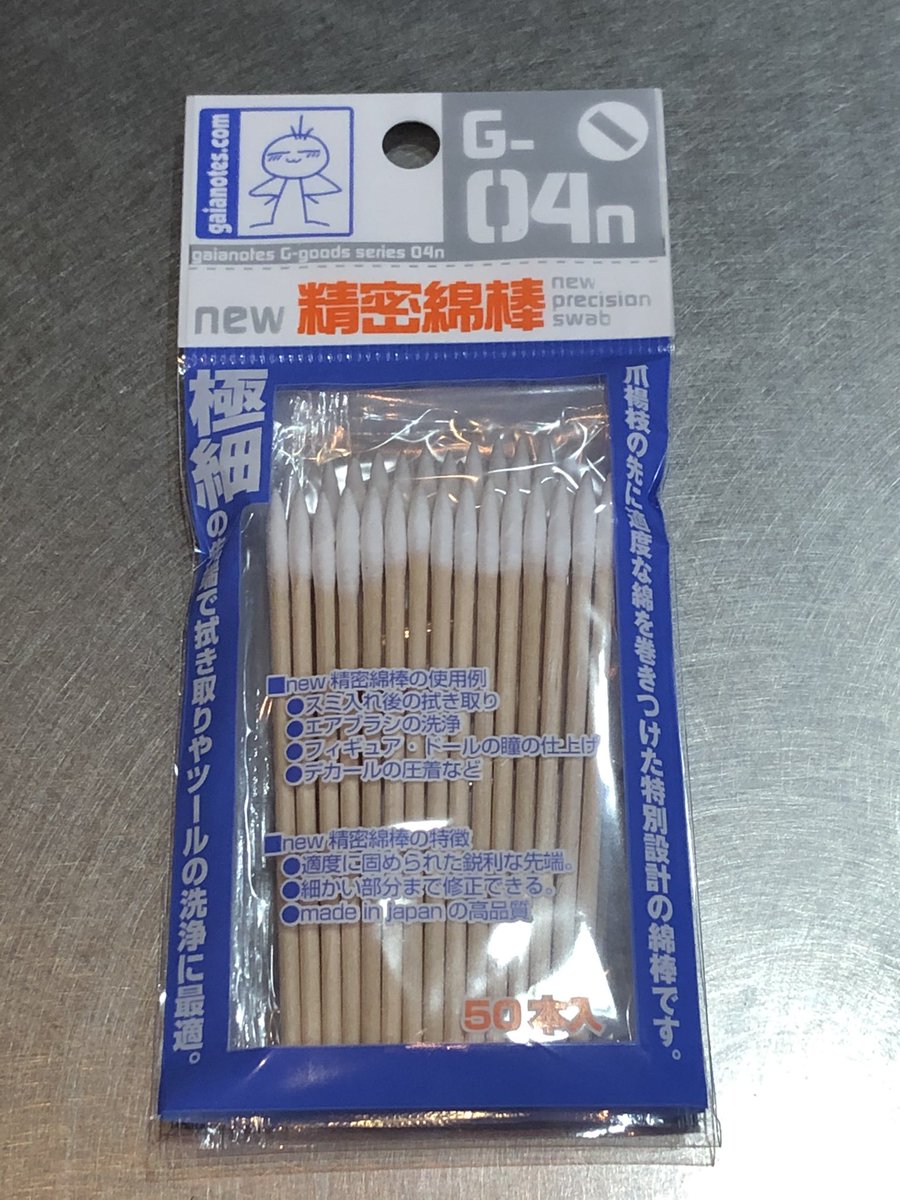 gaianotes.com
G-
04n
gaianotes G-goods series 04n
new 精密綿棒
new
precision
swab
極細の先端で拭き取りやツールの洗浄に最適。
爪楊枝の先に適度な綿を巻きつけた特別設計の綿棒です。
■new 精密綿棒の使用例
●スミ入れ後の拭き取り
●エアブラシの洗浄
●フィギュア・ドールの瞳の仕上げ
●デカールの圧着など
■new 精密綿棒の特徴
●適度に固められた鋭利な先端。
●細かい部分まで修正できる。
●made in japan の高品質
50本入